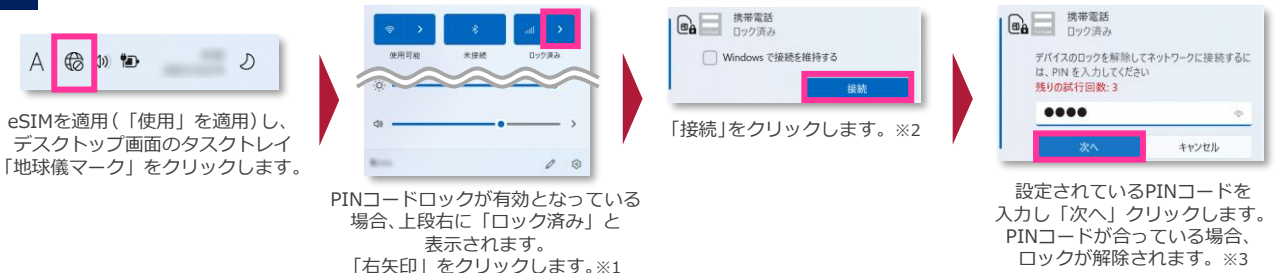 A
eSIMを適用(「使用」を適用)し、
デスクトップ画面のタスクトレイ
「地球儀マーク」をクリックします。
使用可能
未接続
ロック済み
PINコードロックが有効となっている
場合、上段右に「ロック済み」と
表示されます。
「右矢印」をクリックします。※1
携帯電話
ロック済み
Windows で接続を維持する
接続
「接続」をクリックします。※2
携帯電話
ロック済み
デバイスのロックを解除してネットワークに接続するに
は、PIN を入力してください
残りの試行回数: 3
次へ
キャンセル
設定されているPINコードを
入力し「次へ」クリックします。
PINコードが合っている場合、
ロックが解除されます。※3